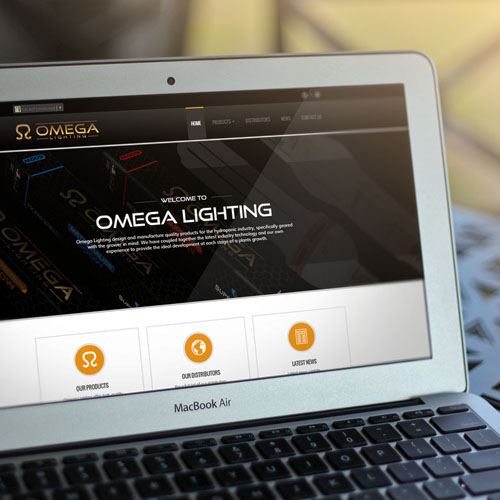 OMEGA
LIGHTING
HOME PRODUCTS DISTRIBUTORS NEWS CONTACT US
WELCOME TO
OMEGA LIGHTING
Omega Lighting design and manufacture quality products for the hydroponic industry, specifically geared
with the grower in mind. We have coupled together the latest industry technology and our own
experience to provide the ideal development at each stage of a plants growth.
OUR PRODUCTS
OUR DISTRIBUTORS
LATEST NEWS
MacBook Air